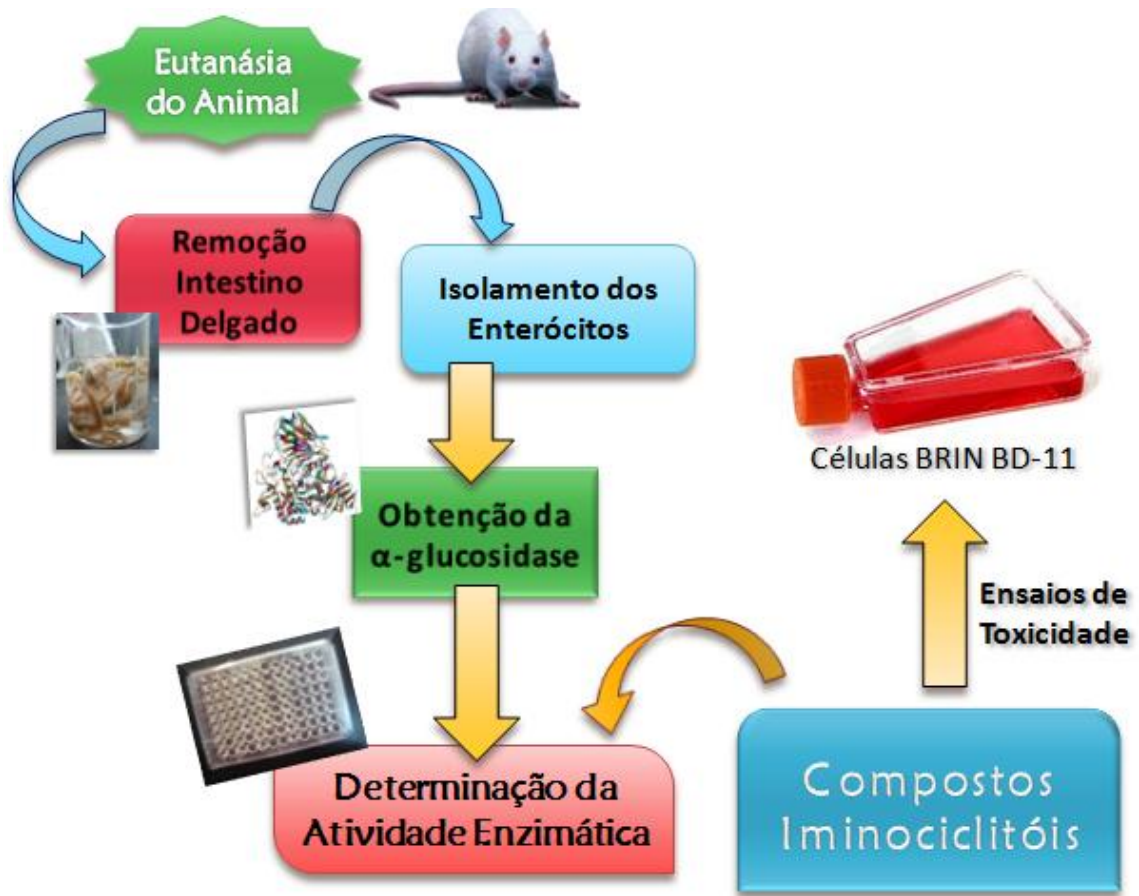 Eutanásia
do Animal
Remoção
Intestino
Delgado
Isolamento dos
Enterócitos
Células BRIN BD-11
Obtenção da
α-glucosidase
Ensaios de
Toxicidade
Determinação da
Atividade Enzimática
Compostos
Iminociclitóis